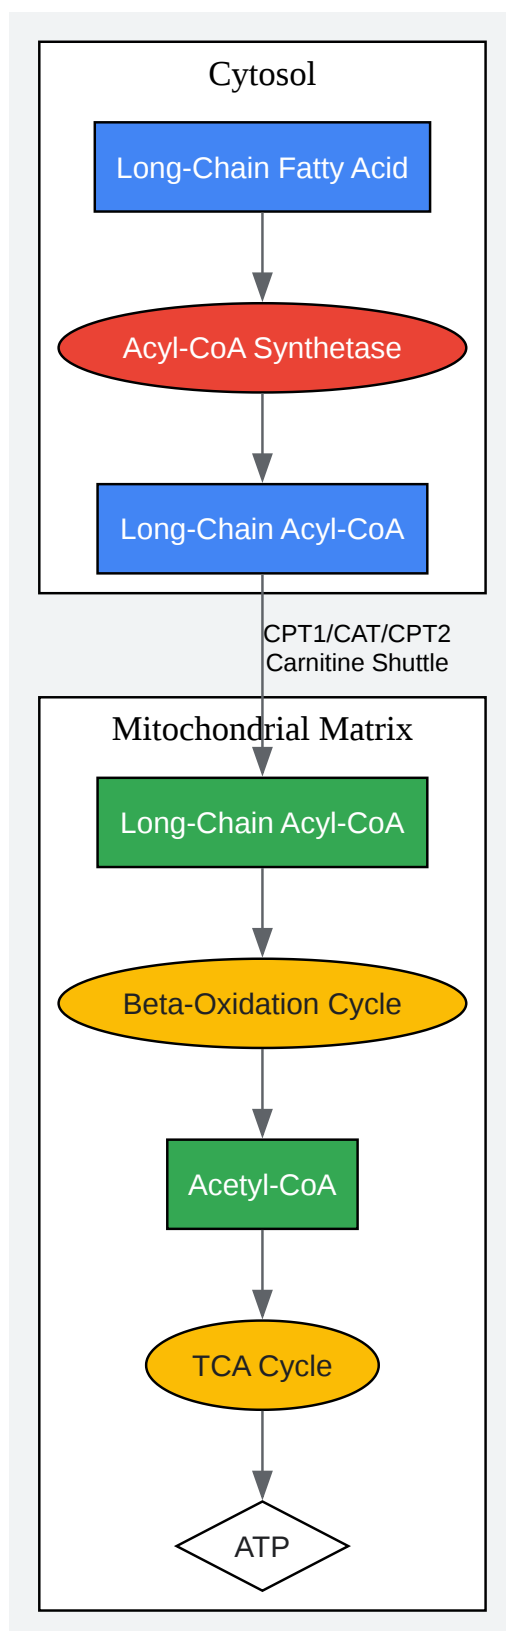 Cytosol
Long-Chain Fatty Acid
Acyl-CoA Synthetase
Long-Chain Acyl-CoA
CPT1/CAT/CPT2
Carnitine Shuttle
Mitochondrial Matrix
Long-Chain Acyl-CoA
Beta-Oxidation Cycle
Acetyl-CoA
TCA Cycle
ATP